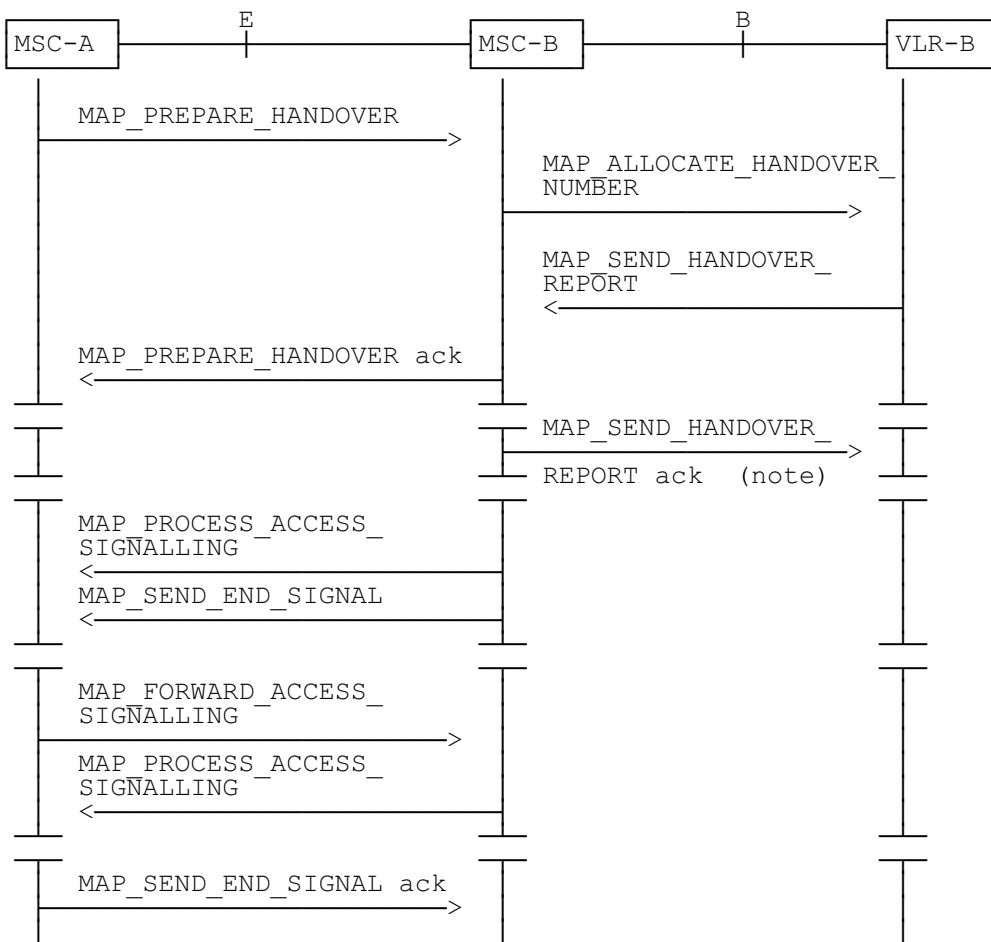 E
B
MSC-A
MSC-B
VLR-B
MAP_PREPARE_HANDOVER
MAP_ALLOCATE_HANDOVER_
NUMBER
MAP_SEND_HANDOVER_
REPORT
MAP_PREPARE_HANDOVER ack
MAP_SEND_HANDOVER_
REPORT ack (note)
MAP_PROCESS_ACCESS_
SIGNALLING
MAP_SEND_END_SIGNAL
MAP_FORWARD_ACCESS_
SIGNALLING
MAP_PROCESS_ACCESS_
SIGNALLING
MAP_SEND_END_SIGNAL ack